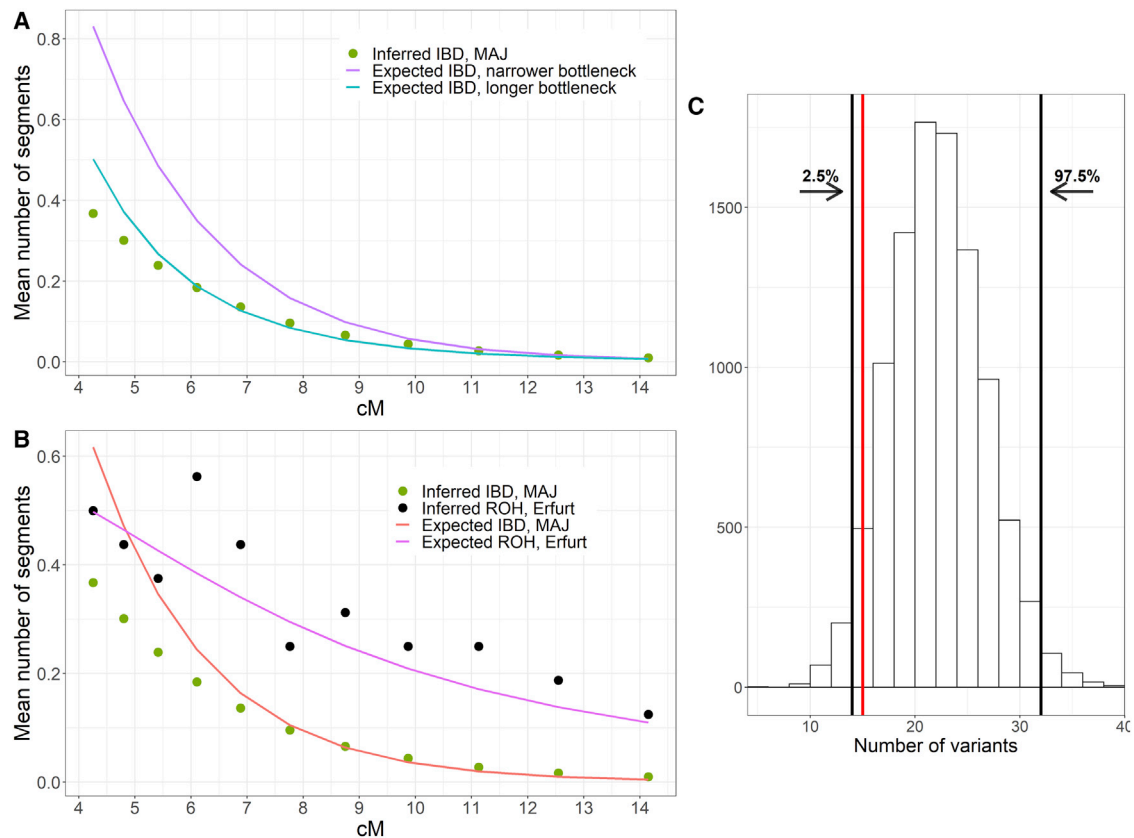 A
Mean number of segments
0.8
0.6
0.4
0.2
0.0
Inferred IBD, MAJ
Expected IBD, narrower bottleneck
Expected IBD, longer bottleneck
4 5 6 7 8 9 10 11 12 13 14
cM
B
Mean number of segments
0.6
0.4
0.2
0.0
Inferred IBD, MAJ
Inferred ROH, Erfurt
Expected IBD, MAJ
Expected ROH, Erfurt
4 5 6 7 8 9 10 11 12 13 14
cM
C
1500
1000
500
0
2.5%
97.5%
10 20 30 40
Number of variants